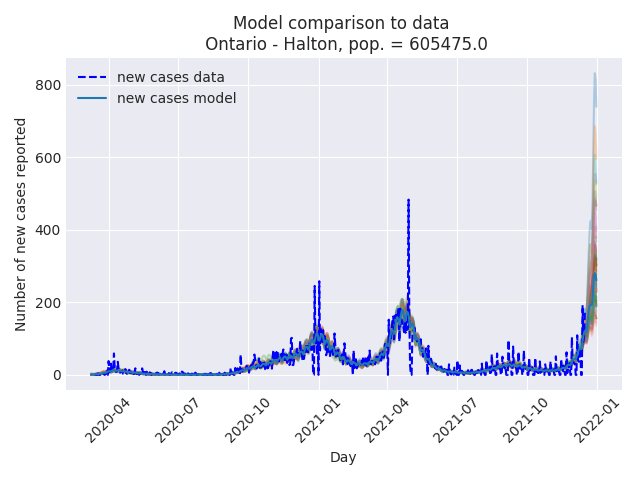 Model comparison to data
Ontario - Halton, pop. = 605475.0
new cases data
new cases model
Number of new cases reported
800
600
400
200
0
2020-04
2020-07
2020-10
2021-01
2021-04
2021-07
2021-10
2022-01
Day